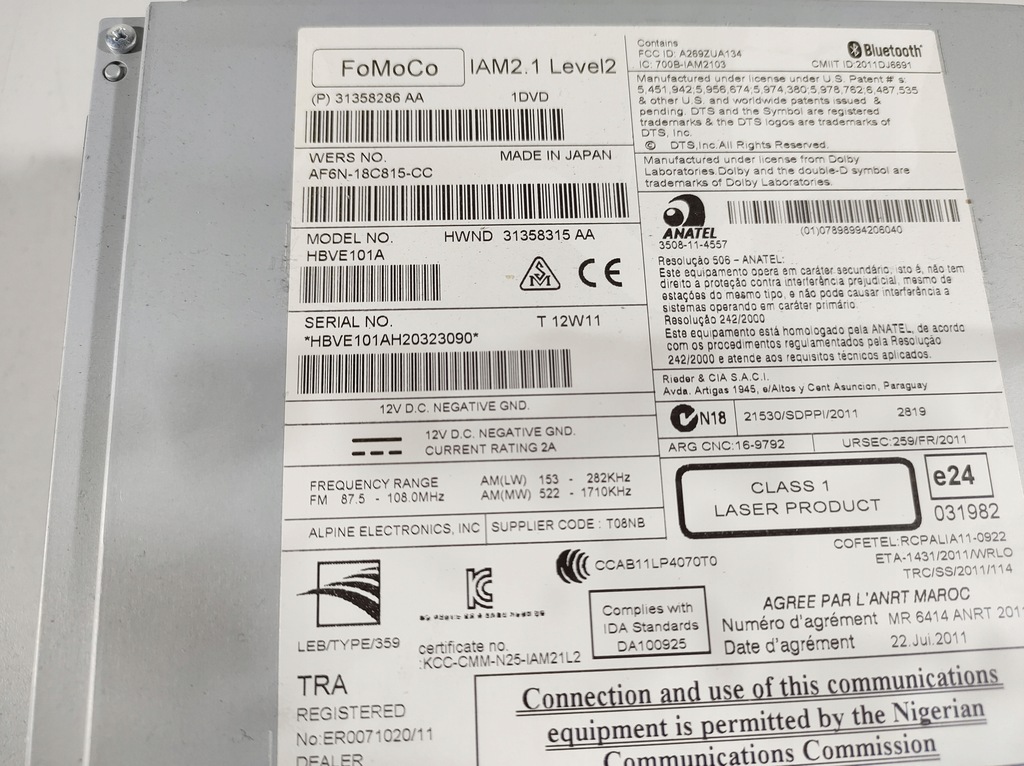 FoMoCo IAM2.1 Level2
(P) 31358286 AA 1DVD
WERS NO. MADE IN JAPAN
AF6N-18C815-CC
MODEL NO. HWND 31358315 AA
HBVE101A
SERIAL NO. T 12W11
*HBVE101AH20323090*
12V D.C. NEGATIVE GND.
12V D.C. NEGATIVE GND.
CURRENT RATING 2A
FREQUENCY RANGE AM(LW) 153 - 282KHz
FM 87.5 - 108.0MHz AM(MW) 522 - 1710KHz
ALPINE ELECTRONICS, INC SUPPLIER CODE : T08NB
Contains
FCC ID: A269ZUA134
IC: 700B-IAM2103
Bluetooth
CMIIT ID:2011DJ6691
Manufactured under license under U.S. Patent # s:
5,451,942;5,956,674;5,974,380;5,978,762;6,487,535
& other U.S. and worldwide patents issued &
pending. DTS and the Symbol are registered
trademarks & the DTS logos are trademarks of
DTS, Inc.
© DTS,Inc.All Rights Reserved.
Manufactured under license from Dolby
Laboratories.Dolby and the double-D symbol are
trademarks of Dolby Laboratories.
ANATEL
3508-11-4557
(01)07898994206040
Resolução 506 - ANATEL:
Este equipamento opera em caráter secundário, isto é, não tem
direito a proteção contra interferência prejudicial, mesmo de
estações do mesmo tipo, e não pode causar interferência a
sistemas operando em caráter primário.
Resolução 242/2000
Este equipamento está homologado pela ANATEL, de acordo
com os procedimentos regulamentados pela Resolução
242/2000 e atende aos requisitos técnicos aplicados.
Rieder & CIA S.A.C.I.
Avda. Artigas 1945, e/Altos y Cent Asuncion, Paraguay
N18 21530/SDPPI/2011 2819
ARG CNC:16-9792 URSEC:259/FR/2011
CLASS 1
LASER PRODUCT
e24
031982
COFETEL:RCPALIA11-0922
ETA-1431/2011/WRLO
TRC/SS/2011/114
LEB/TYPE/359
certificate no.
:KCC-CMM-N25-IAM21L2
CCAB11LP4070T0
Complies with
IDA Standards
DA100925
AGREE PAR L'ANRT MAROC
Numéro d'agrément MR 6414 ANRT 2011
Date d'agrément 22.Jui.2011
TRA
REGISTERED
No:ER0071020/11
DEALER
Connection and use of this communications
equipment is permitted by the Nigerian
Communications Commission